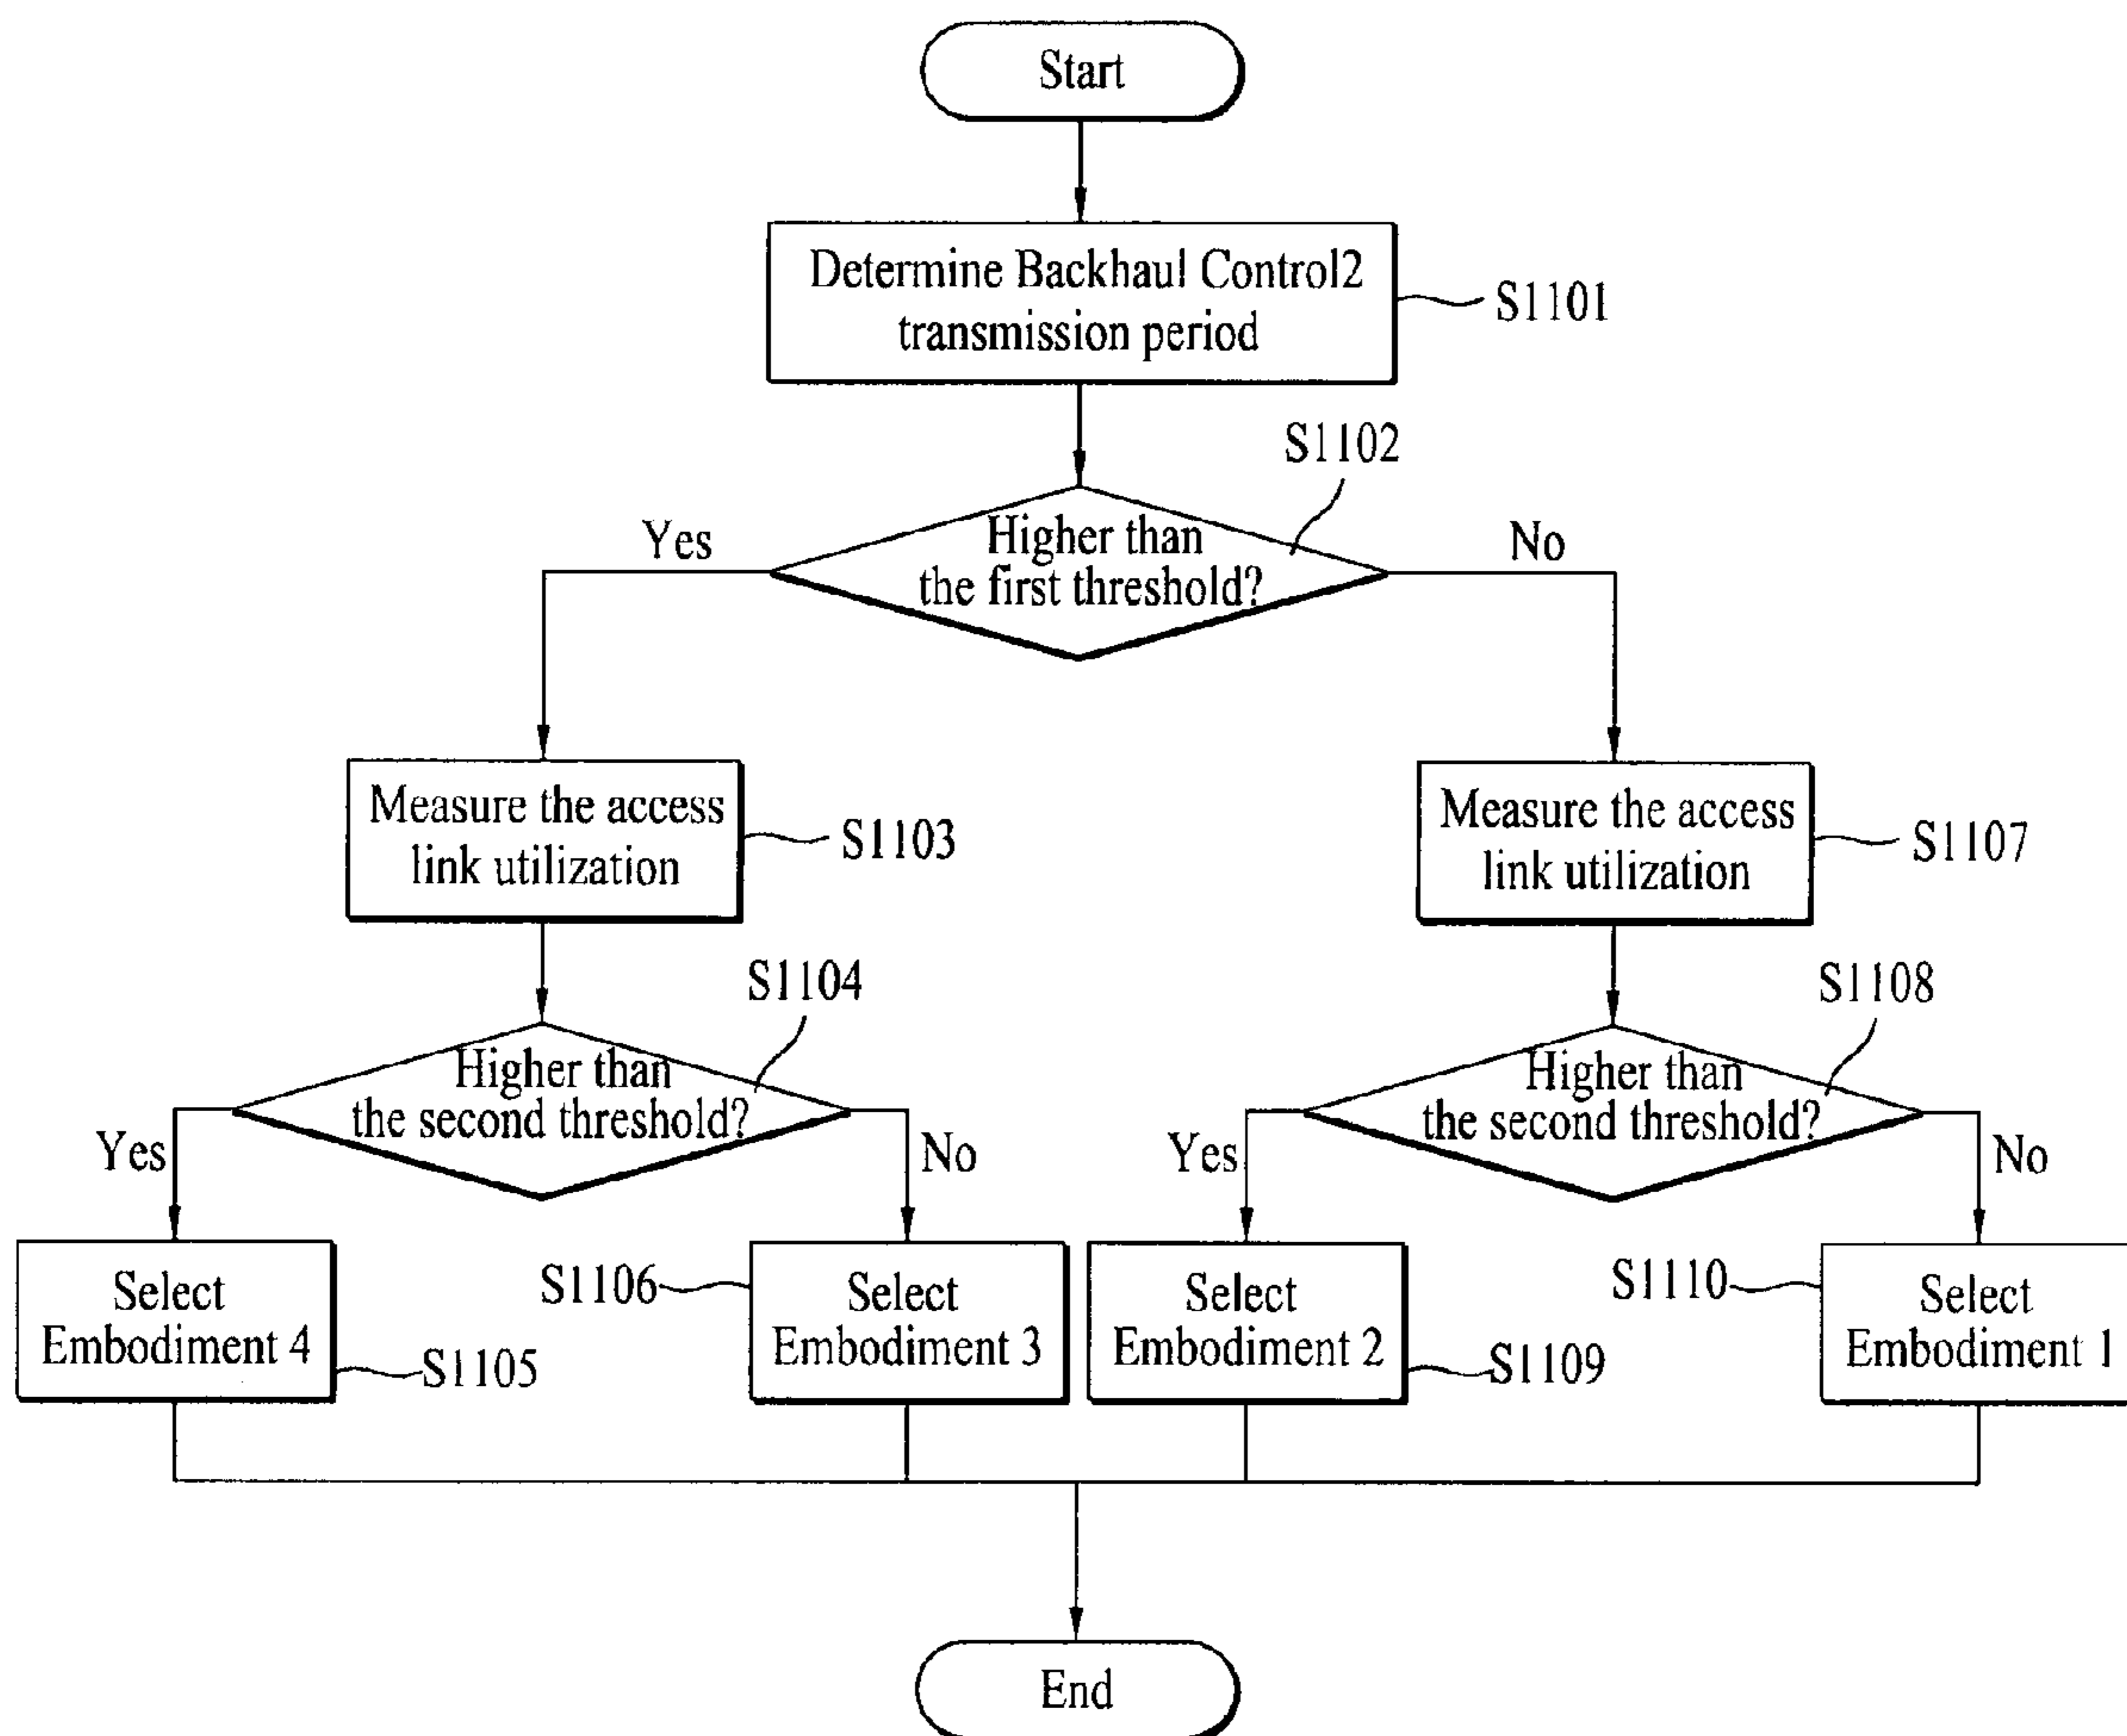 Start
Determine Backhaul Control2
transmission period
S1101
S1102
Yes
Higher than
the first threshold?
No
Measure the access
link utilization
S1103
Measure the access
link utilization
S1107
S1104
Higher than
the second threshold?
Yes
No
S1108
Higher than
the second threshold?
Yes
No
Select
Embodiment 4
S1105
S1106
Select
Embodiment 3
Select
Embodiment 2
S1109
S1110
Select
Embodiment 1
End